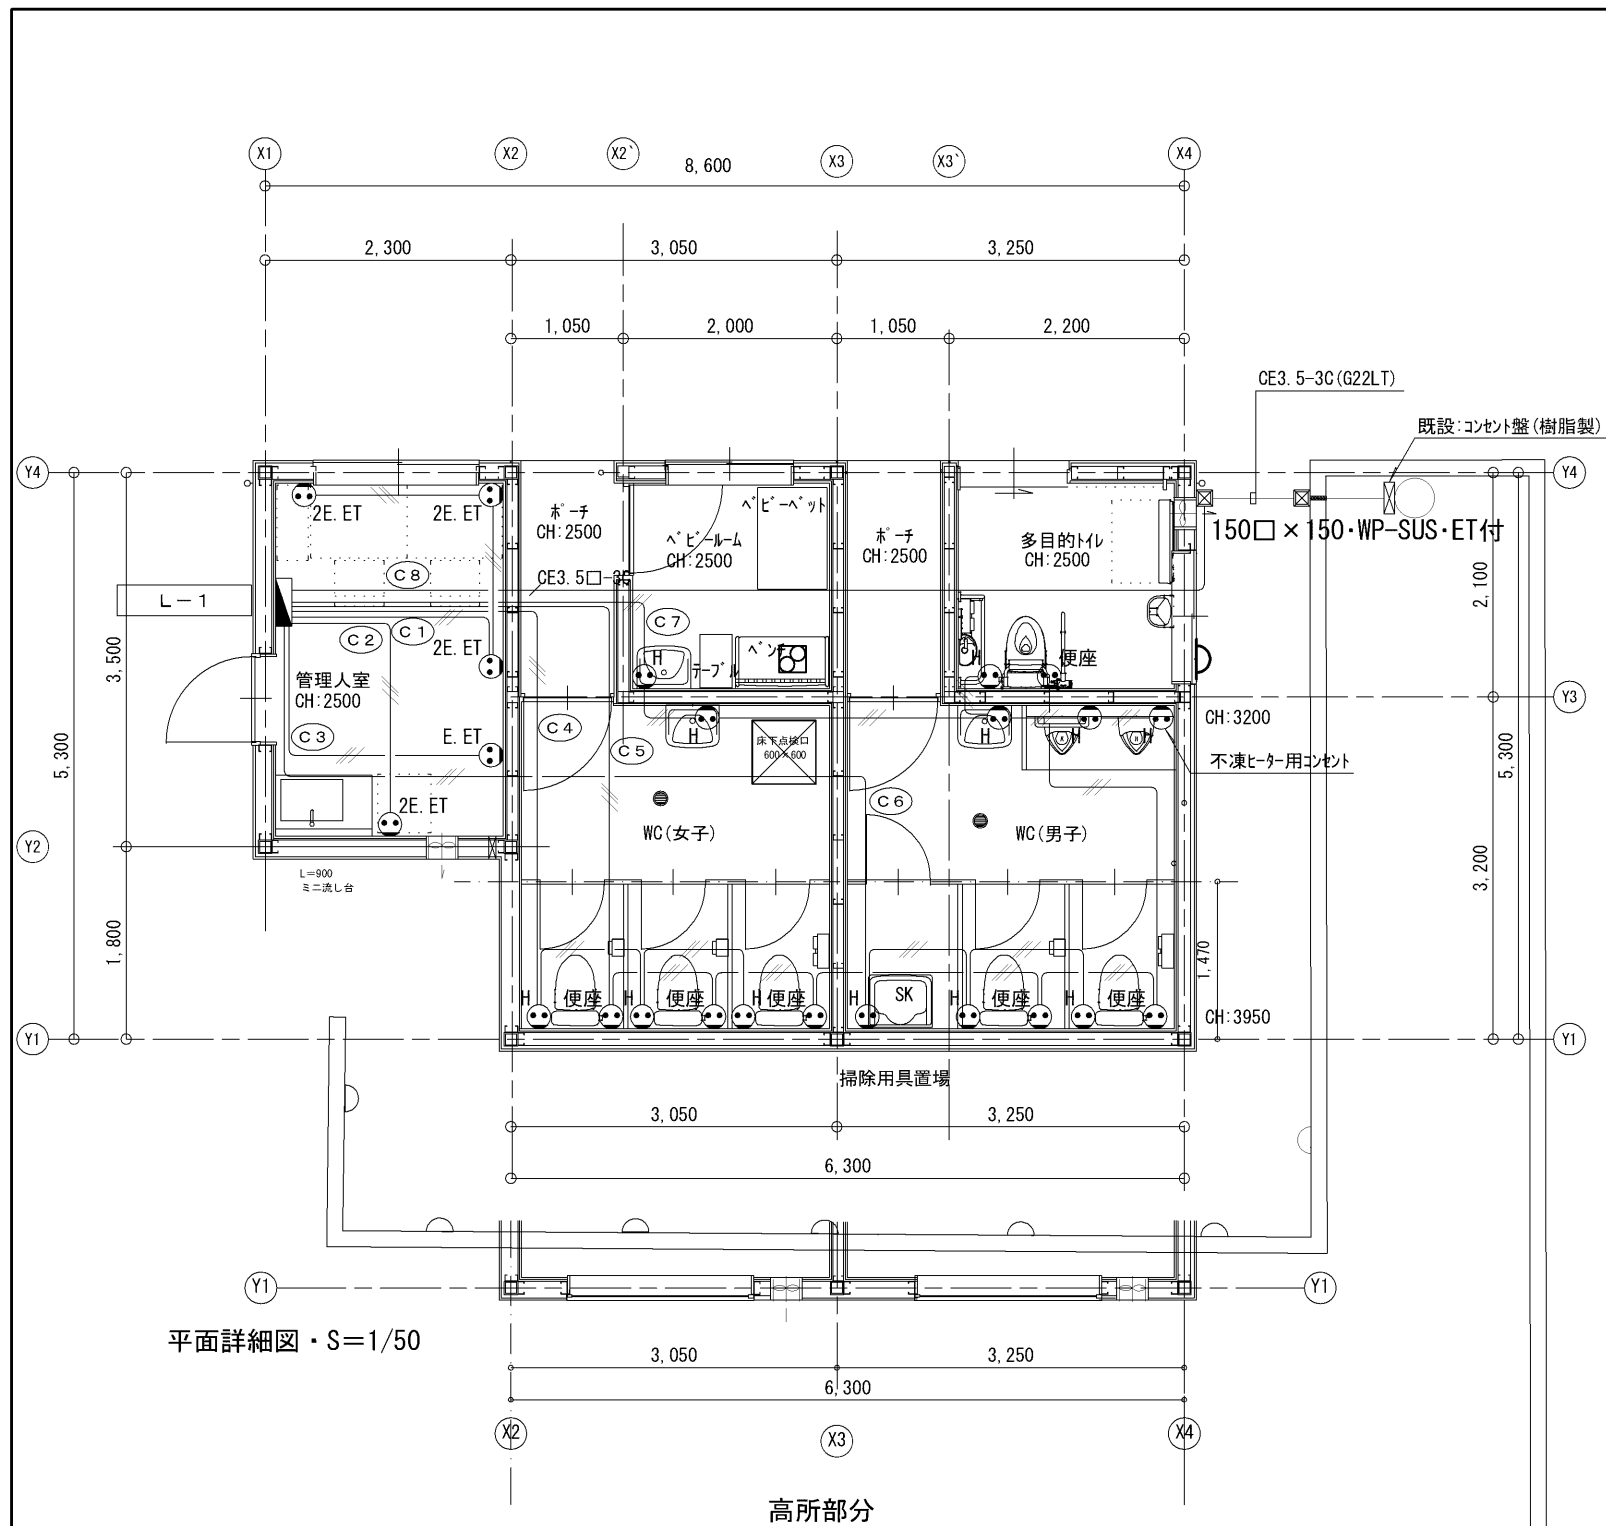 X1
X2
X2`
X3
X3`
X4
8,600
2,300
3,050
3,250
1,050
2,000
1,050
2,200
CE3.5-3C(G22LT)
既設:コンセント盤(樹脂製)
Y4
Y4
2E.ET
2E.ET
ポーチ
CH:2500
ベビーベット
ベビールーム
CH:2500
ポーチ
CH:2500
多目的トイレ
CH:2500
150□×150・WP-SUS・ET付
C8
L-1
2,100
3,500
C2
C1
2E.ET
C7
H
テーブル
ベンチ
H
便座
管理人室
CH:2500
Y3
CH:3200
C3
E.ET
C4
C5
H
床下点検口
600×600
H
H
H
不凍ヒーター用コンセント
5,300
5,300
2E.ET
C6
WC(女子)
WC(男子)
Y2
L=900
ミニ流し台
3,200
1,800
1,470
H
便座
H
便座
H
便座
H
SK
H
便座
H
便座
CH:3950
Y1
Y1
掃除用具置場
3,050
3,250
6,300
Y1
Y1
平面詳細図・S=1/50
3,050
3,250
6,300
X2
X3
X4
高所部分